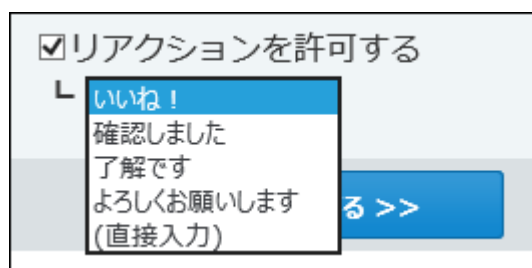 リアクションを許可する
いいね！
確認しました
了解です
よろしくお願いします
(直接入力)
る >>